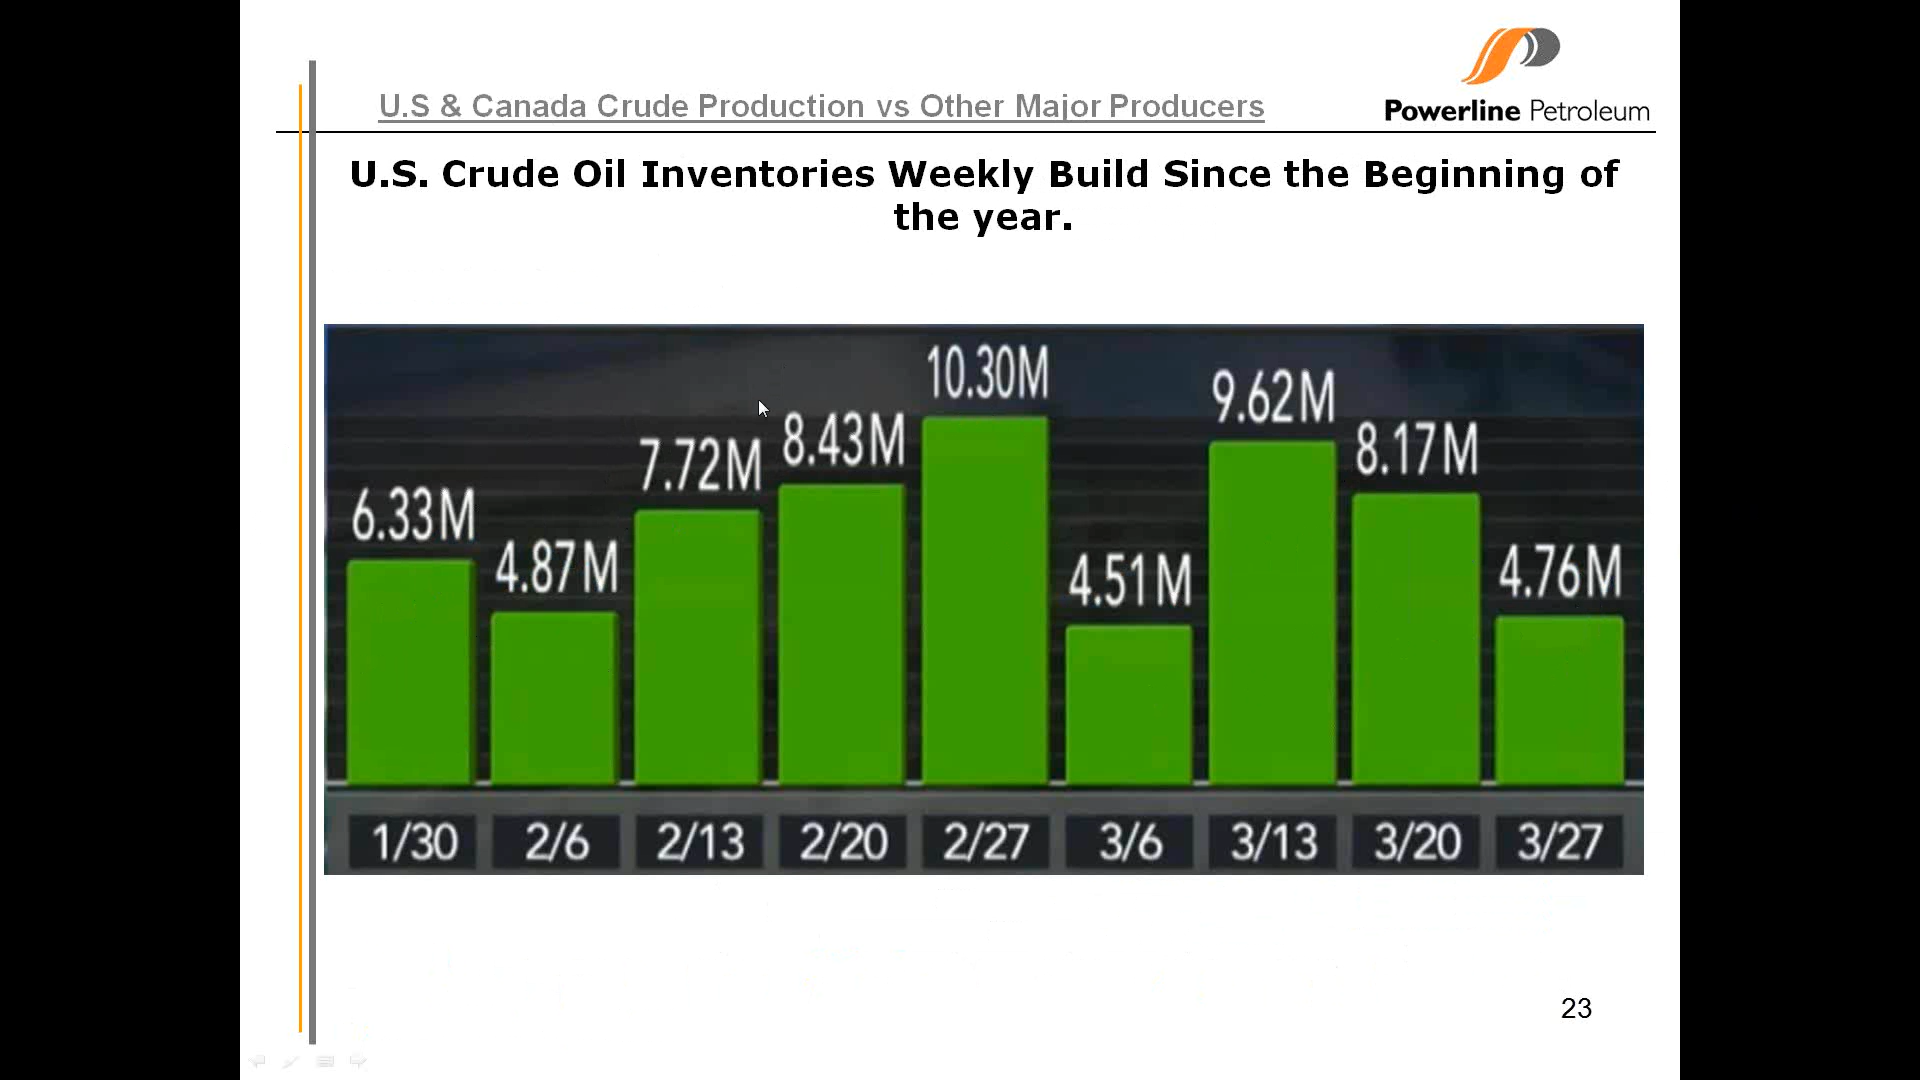 U.S & Canada Crude Production vs Other Major Producers
Powerline Petroleum
U.S. Crude Oil Inventories Weekly Build Since the Beginning of
the year.
6.33M
4.87M
7.72M
8.43M
10.30M
4.51M
9.62M
8.17M
4.76M
1/30 2/6 2/13 2/20 2/27 3/6 3/13 3/20 3/27
23